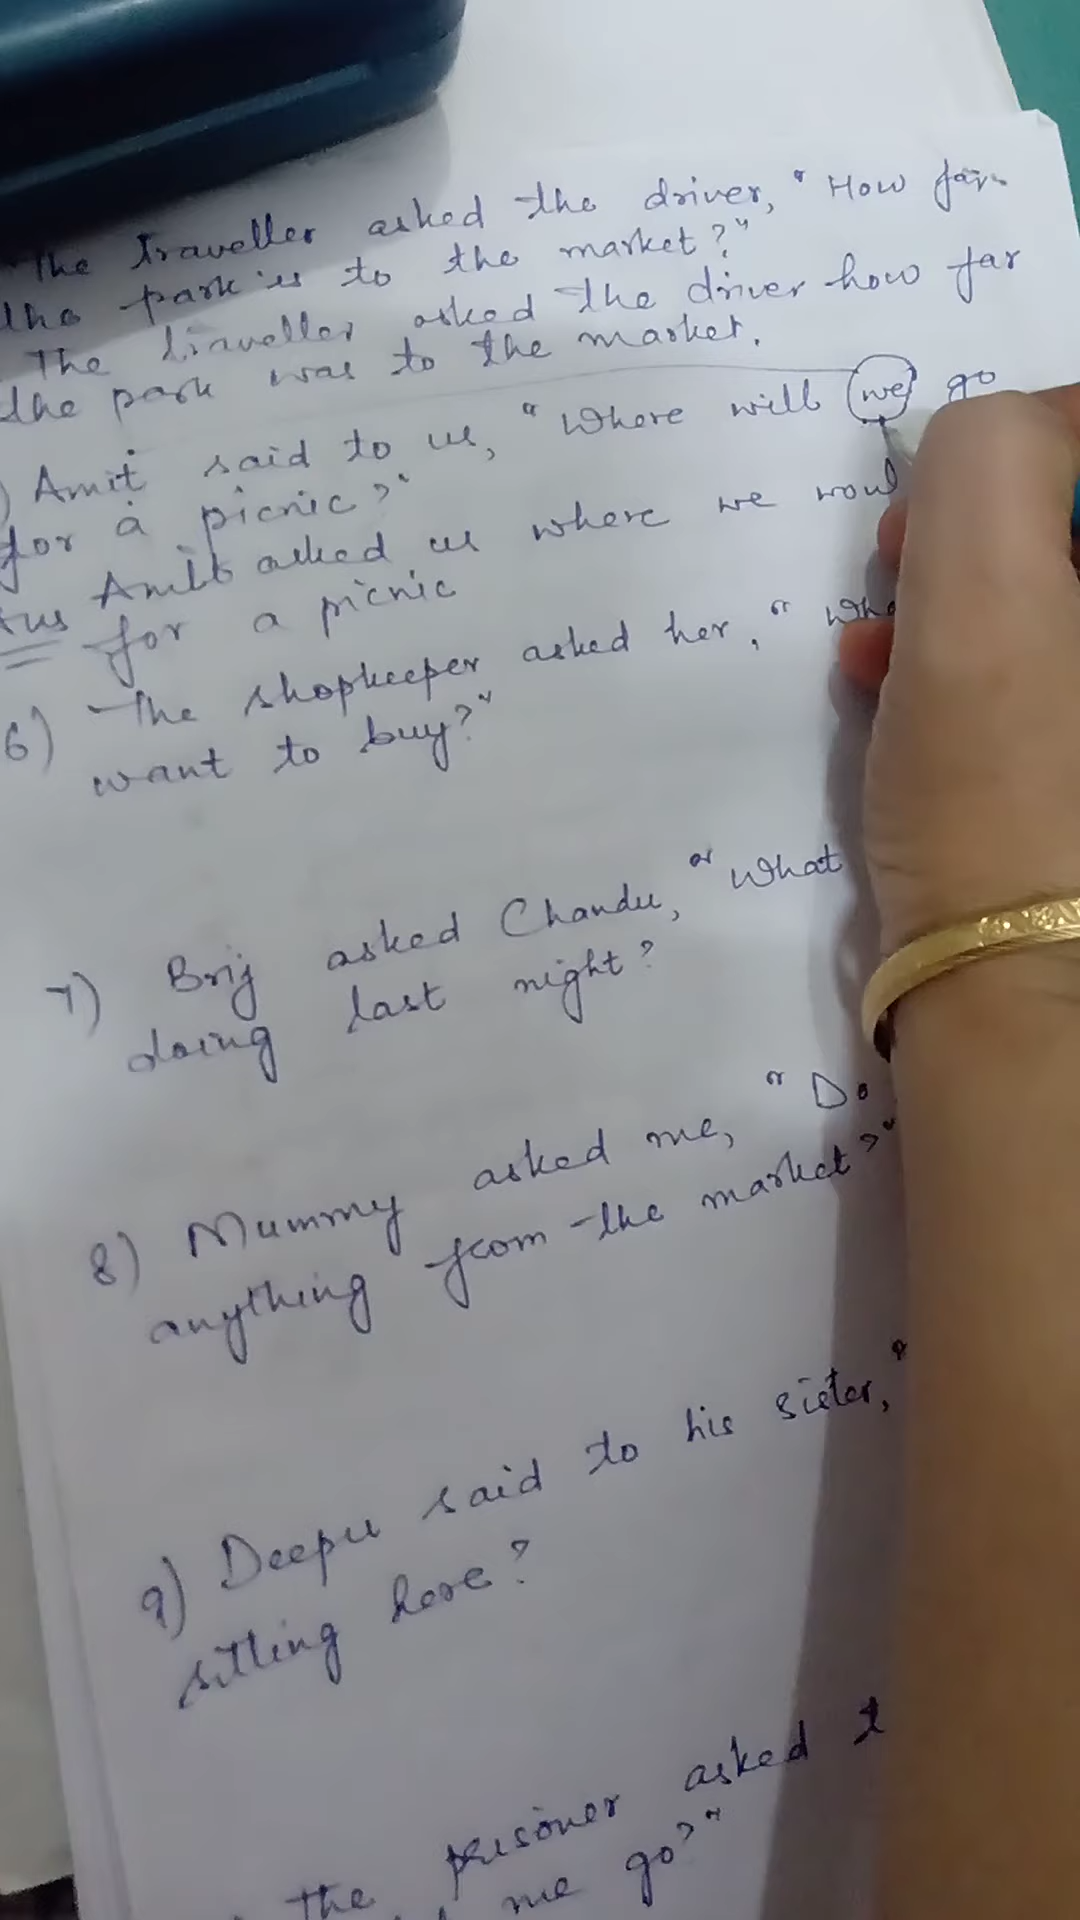 The Traveller asked the driver, "How far
the park is to the market?"
The traveller asked the driver how far
the park was to the market.
) Amit said to us, "Where will we go
for a picnic?"
Ans Amit asked us where we woul
for a picnic
6) The shopkeeper asked her, "Wha
want to buy?"
7) Brij asked Chandu, "What
doing last night?
8) Mummy asked me, "Do
anything from the market?"
9) Deepu said to his sister, "
sitting here?
the prisoner asked t
me go?"